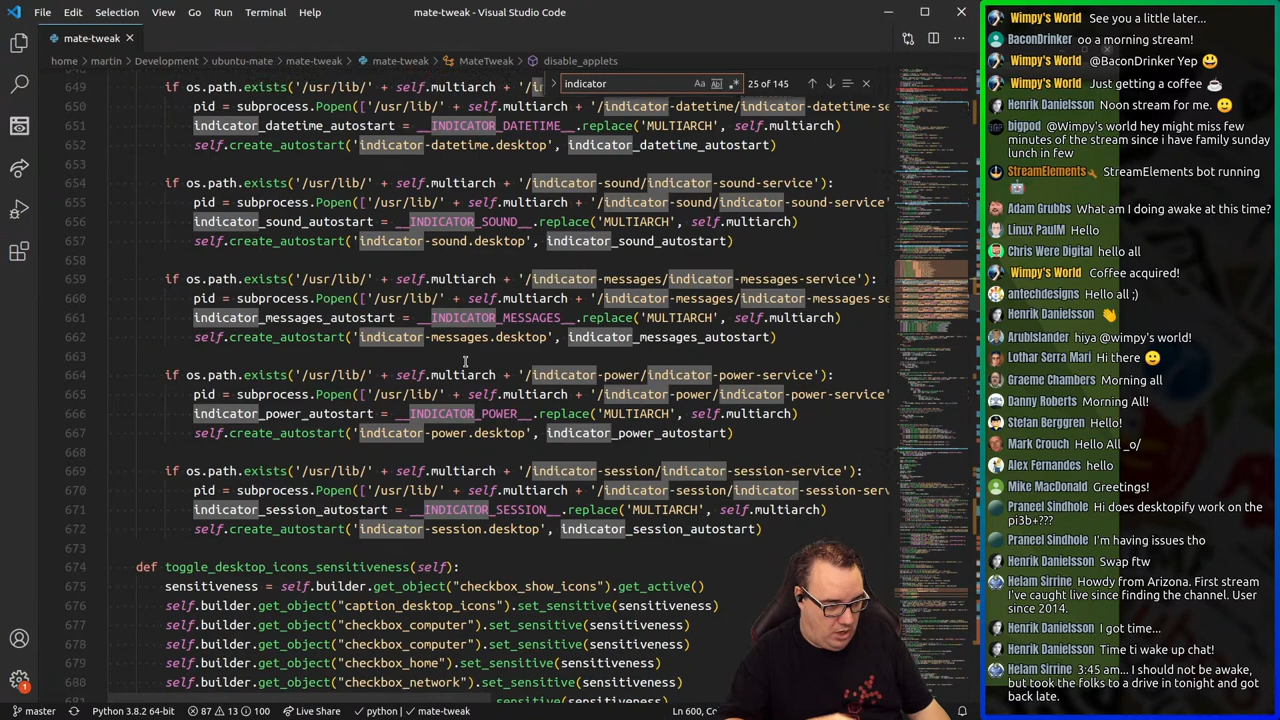 File Edit Selection View Go Run Terminal Help mate-tweak - Visual Studio Code
mate-tweak
home martin Development ubuntu-mate mate-tweak mate-tweak MateTweak disable_applets
indicator Aa 25 of 145
649 if os.path.exists('/usr/lib/' + self.multiarch + '/
650 pid = subprocess.Popen(['/usr/lib/' + self.multiarch + '/indicator-datetime/indicator-datetime-se
651 indicator_datetime_autostart = __INDICATOR_DATETIME__.replace('MULTIARCH', self.multiarch)
652 self.create_autostart('indicator-datetime.desktop', indicator_datetime_autostart)
653
654 if os.path.exists('/usr/lib/' + self.multiarch + '/indicator-sound/indicator-sound-service'):
655 pid = subprocess.Popen(['/usr/lib/' + self.multiarch + '/indicator-sound/indicator-sound-service'
656 indicator_sound_autostart = __INDICATOR_SOUND__.replace('MULTIARCH', self.multiarch)
657 self.create_autostart('indicator-sound.desktop', indicator_sound_autostart)
658
659 if os.path.exists('/usr/lib/' + self.multiarch + '/indicator-messages/indicator-messages-service'):
660 pid = subprocess.Popen(['/usr/lib/' + self.multiarch + '/indicator-messages/indicator-messages-se
661 indicator_messages_autostart = __INDICATOR_MESSAGES__.replace('MULTIARCH', self.multiarch)
662 self.create_autostart('indicator-messages.desktop', indicator_messages_autostart)
663
664 if os.path.exists('/usr/lib/' + self.multiarch + '/indicator-power/indicator-power-service'):
665 pid = subprocess.Popen(['/usr/lib/' + self.multiarch + '/indicator-power/indicator-power-service'
666 indicator_power_autostart = __INDICATOR_POWER__.replace('MULTIARCH', self.multiarch)
667 self.create_autostart('indicator-power.desktop', indicator_power_autostart)
668
669 if os.path.exists('/usr/lib/' + self.multiarch + '/indicator-session/indicator-session-service'):
670 pid = subprocess.Popen(['/usr/lib/' + self.multiarch + '/indicator-session/indicator-session-serv
671 indicator_session_autostart = __INDICATOR_SESSION__.replace('MULTIARCH', self.multiarch)
672 self.create_autostart('indicator-session.desktop', indicator_session_autostart)
673
674 def toggle_desktop_icons_sensitiveness(self):
675 sensitiveness = self.builder.get_object("checkbox_show_icons").get_active()
676 self.builder.get_object("caption_desktop_icons").set_sensitive(sensitiveness)
677 self.builder.get_object("checkbox_computer").set_sensitive(sensitiveness)
678 self.builder.get_object("checkbox_home").set_sensitive(sensitiveness)
679 self.builder.get_object("checkbox_network").set_sensitive(sensitiveness)
680
master Python 3.8.2 64-bit 87 13 100 Live Share python | mate-tweak Ln 600,
1
Wimpy's World See you a little later...
BaconDrinker oo a morning stream!
Wimpy's World @BaconDrinker Yep 😃
Wimpy's World Just getting a coffee ☕
Henrik Danielsson Noon stream for me. 🙂
bigpod @Wimpy's world hey might miss few
minutes of the stream since i have family sunday
lunch in few
StreamElements StreamElements bot running
🤖
Adam Grubbs Why am I doing awake at this time?
Linux PaulM Hello
Chris Were Digital hello all
Wimpy's World Coffee acquired!
antechdesigns Hello all ;)
Henrik Danielsson 👋
Arubislander hiya @wimpy's world!
Lothar Serra Mari Hi there 🙂
Graeme Chambers Morning all
Danny Roberts Morning All!
Stefan Berggren Hello!
Mark Crouch Hello All _o/
Alex Fernandes hello
Mike MacDonald Greetings!
Praneel Sindhole Hi does desktopify work on the
pi3b+???
Praneel Sindhole I'm having issues tho
Henrik Danielsson Swap ftw
Helam Sirrine Howdy from Arizona. First stream
I've caught live since finding the channel. User
since 2014.
Henrik Danielsson I got time...
Henrik Danielsson Time ti wake up chat!
Helam Sirrine 3:45 am... I should not be awake,
but took the folks to a drive in tonight and got
back late.